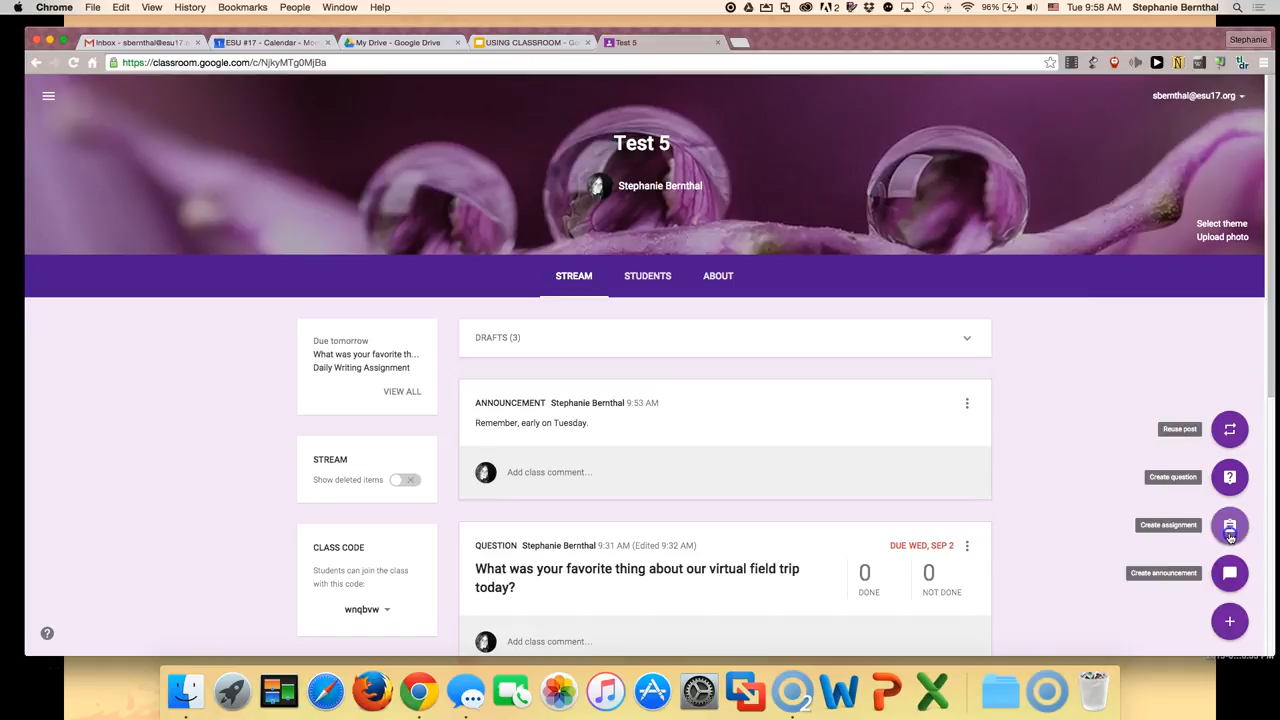 Chrome File Edit View History Bookmarks People Window Help 2 96% Tue 9:58 AM Stephanie Bernthal
Inbox - sbernthal@esu17.
ESU #17 - Calendar - Mo
My Drive - Google Drive
USING CLASSROOM - Go
Test 5
Stephanie
https://classroom.google.com/c/NjkyMTg0MjBa
sbernthal@esu17.org
Test 5
Stephanie Bernthal
Select theme
Upload photo
STREAM STUDENTS ABOUT
Due tomorrow
What was your favorite th...
Daily Writing Assignment
VIEW ALL
STREAM
Show deleted items
CLASS CODE
Students can join the class
with this code:
wnqbvw
DRAFTS (3)
ANNOUNCEMENT Stephanie Bernthal 9:53 AM
Remember, early on Tuesday.
Add class comment...
QUESTION Stephanie Bernthal 9:31 AM (Edited 9:32 AM) DUE WED, SEP 2
What was your favorite thing about our virtual field trip
today?
0 0
DONE NOT DONE
Add class comment...
Reuse post
Create question
Create assignment
Create announcement